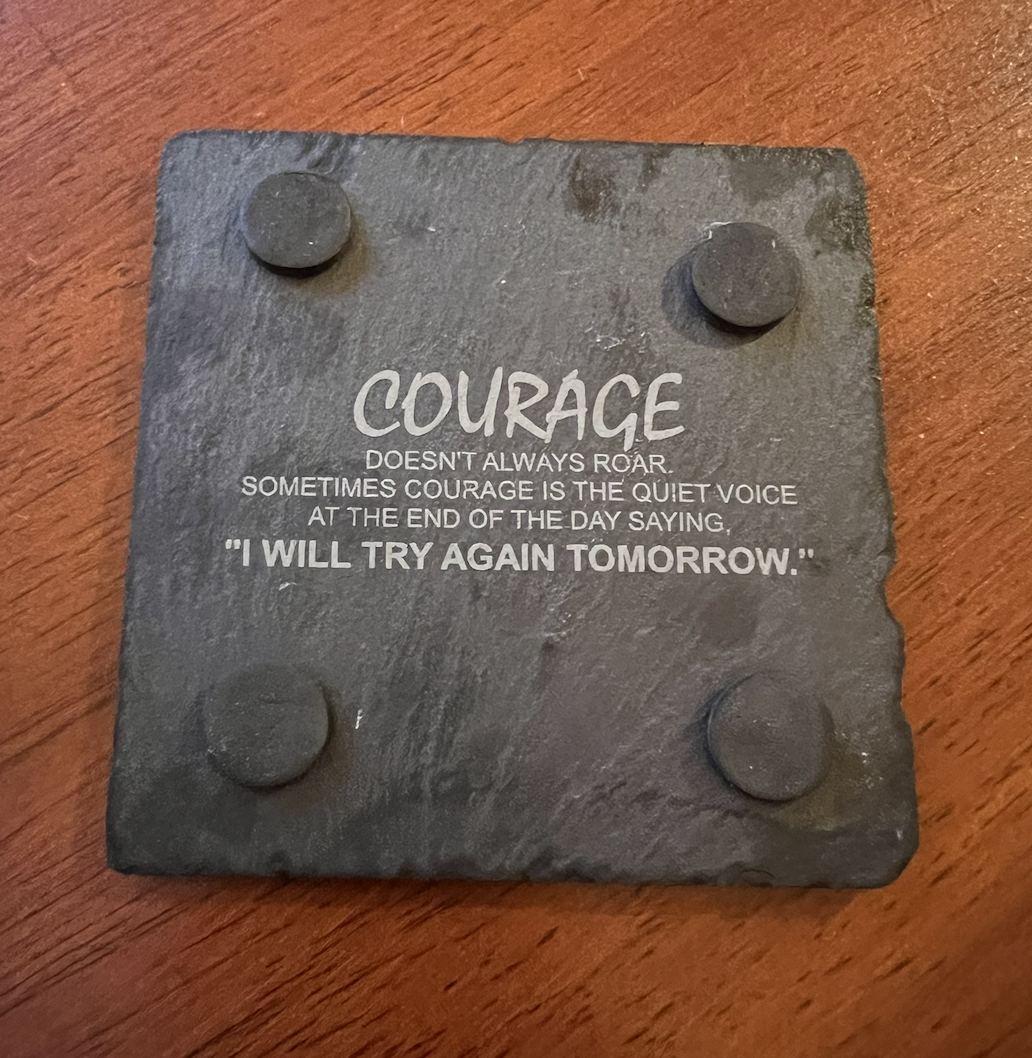 COURAGE
DOESN'T ALWAYS ROAR.
SOMETIMES COURAGE IS THE QUIET VOICE
AT THE END OF THE DAY SAYING,
"I WILL TRY AGAIN TOMORROW."